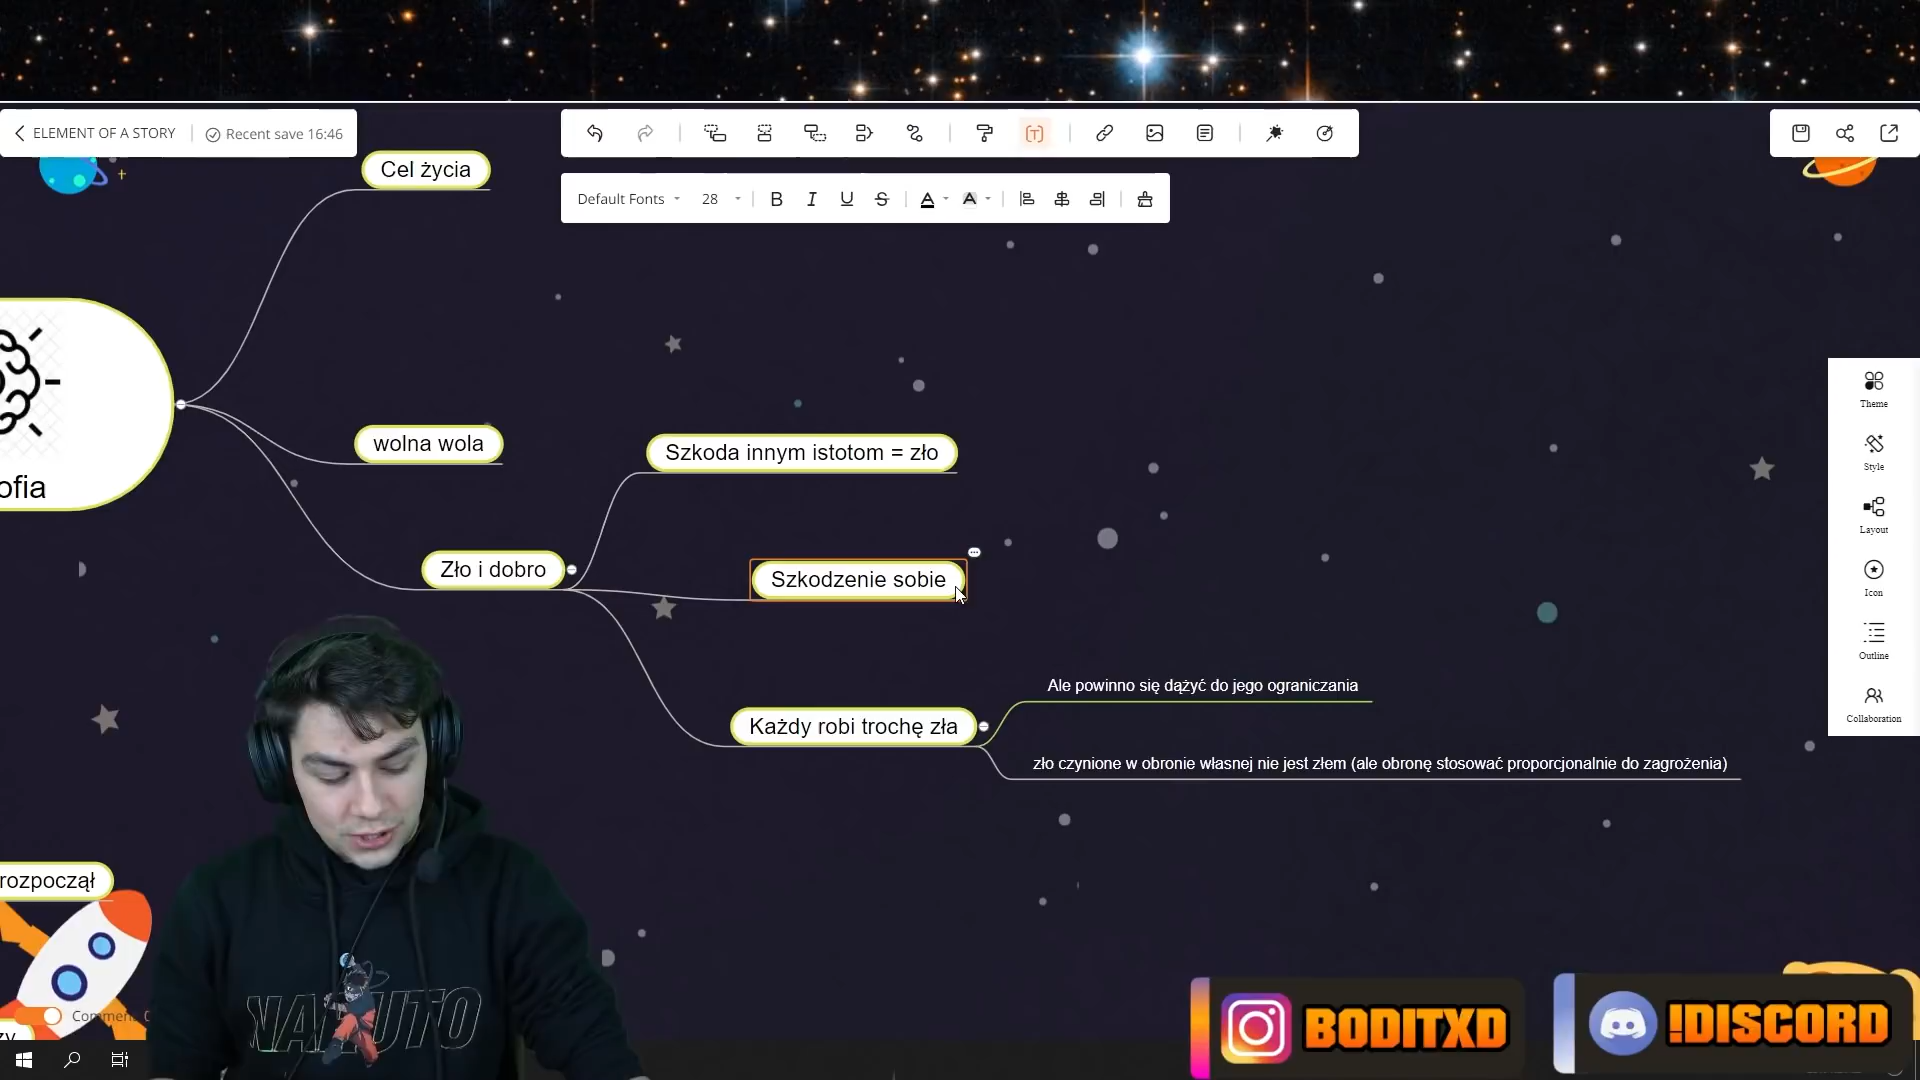 ELEMENT OF A STORY
Recent save 16:46
Default Fonts
28
B I U S A A
Cel życia
ofia
wolna wola
Szkoda innym istotom = zło
Zło i dobro
Szkodzenie sobie
Każdy robi trochę zła
Ale powinno się dążyć do jego ograniczania
zło czynione w obronie własnej nie jest złem (ale obronę stosować proporcjonalnie do zagrożenia)
Theme
Style
Layout
Icon
Outline
Collaboration
rozpoczął
NARUTO
BODITXD
!DISCORD